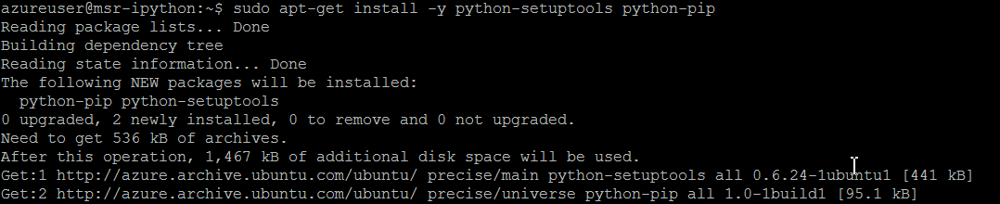 azureuser@msr-ipython:~$ sudo apt-get install -y python-setuptools python-pip
Reading package lists... Done
Building dependency tree
Reading state information... Done
The following NEW packages will be installed:
  python-pip python-setuptools
0 upgraded, 2 newly installed, 0 to remove and 0 not upgraded.
Need to get 536 kB of archives.
After this operation, 1,467 kB of additional disk space will be used.
Get:1 http://azure.archive.ubuntu.com/ubuntu/ precise/main python-setuptools all 0.6.24-1ubuntu1 [441 kB]
Get:2 http://azure.archive.ubuntu.com/ubuntu/ precise/universe python-pip all 1.0-1build1 [95.1 kB]